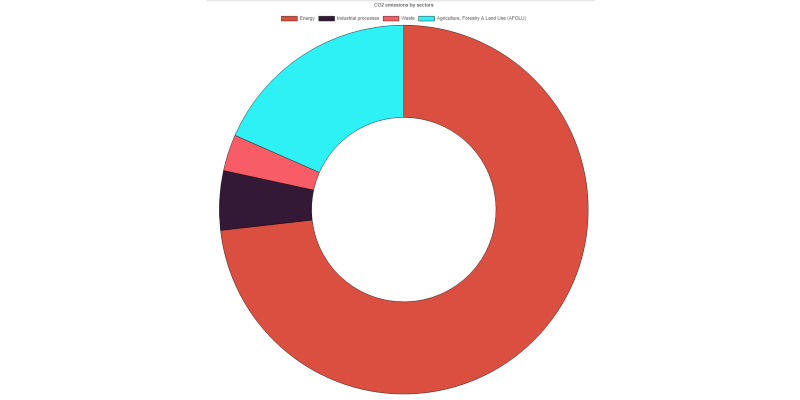 CO2 emissions by sectors
Energy Industrial processes Waste Agriculture, Forestry & Land Use (AFOLU)